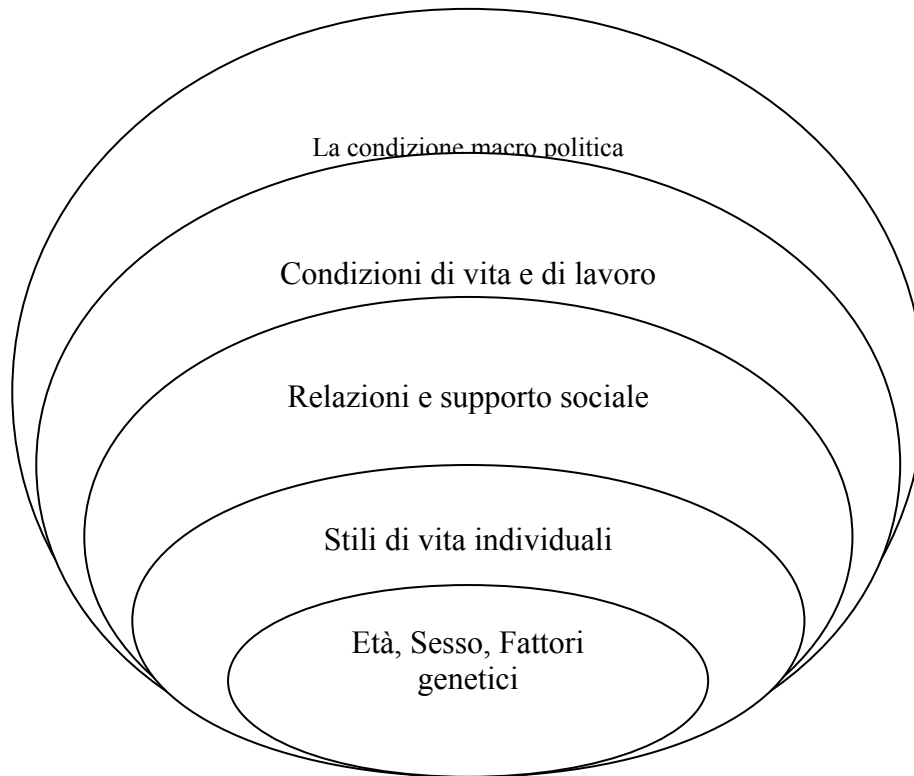 La condizione macro politica
Condizioni di vita e di lavoro
Relazioni e supporto sociale
Stili di vita individuali
Età, Sesso, Fattori
genetici